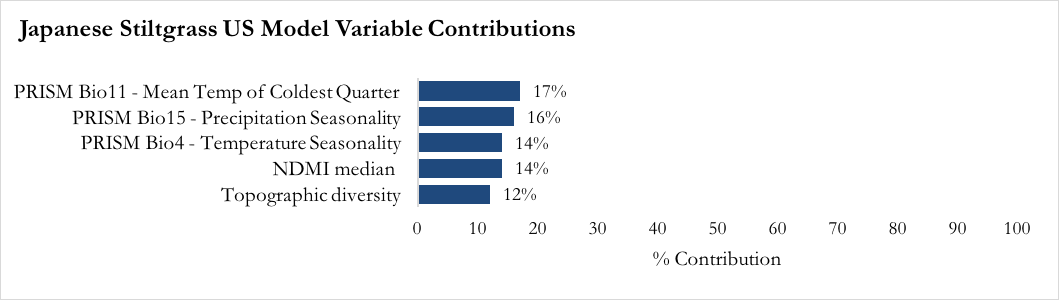 Japanese Stiltgrass US Model Variable Contributions
PRISM Bio11 - Mean Temp of Coldest Quarter 17%
PRISM Bio15 - Precipitation Seasonality 16%
PRISM Bio4 - Temperature Seasonality 14%
NDMI median 14%
Topographic diversity 12%
0 10 20 30 40 50 60 70 80 90 100
% Contribution